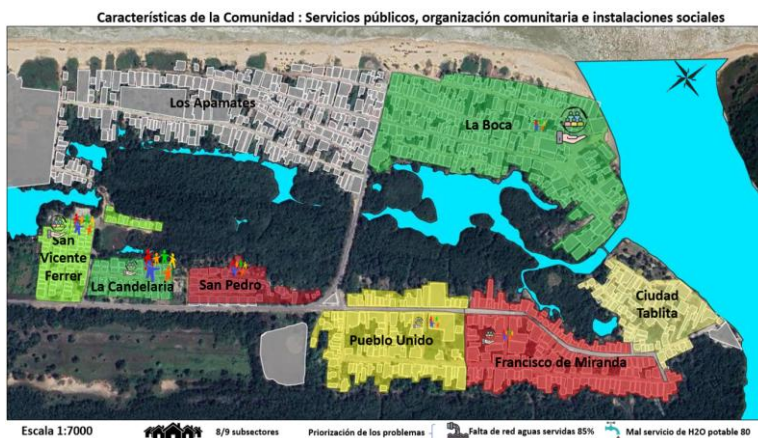 Características de la Comunidad : Servicios públicos, organización comunitaria e instalaciones sociales
Los Apamates
La Boca
San
Vicente
Ferrer
La Candelaria
San Pedro
Ciudad
Tablita
Pueblo Unido
Francisco de Miranda
Escala 1:7000
8/9 subsectores
Priorización de los problemas
Falta de red aguas servidas 85%
Mal servicio de H2O potable 80